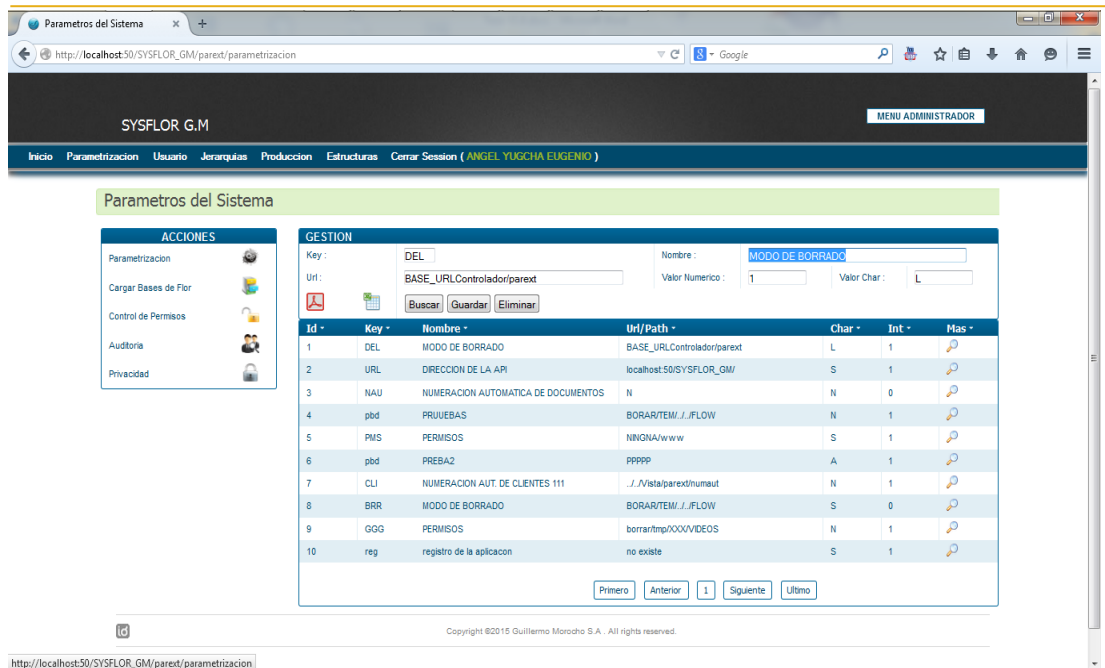 Parametros del Sistema
http://localhost:50/SYSFLOR_GM/parext/parametrizacion
Google
SYSFLOR G.M
MENU ADMINISTRADOR
Inicio Parametrizacion Usuario Jerarquias Produccion Estructuras Cerrar Session ( ANGEL YUGCHA EUGENIO )
Parametros del Sistema
ACCIONES
Parametrizacion
Cargar Bases de Flor
Control de Permisos
Auditoria
Privacidad
GESTION
Key : DEL Nombre : MODO DE BORRADO
Url : BASE_URLControlador/parext Valor Numerico : 1 Valor Char : L
Buscar Guardar Eliminar
Id Key Nombre Url/Path Char Int Mas
1 DEL MODO DE BORRADO BASE_URLControlador/parext L 1
2 URL DIRECCION DE LA API localhost:50/SYSFLOR_GM/ S 1
3 NAU NUMERACION AUTOMATICA DE DOCUMENTOS N N 0
4 pbd PRUUEBAS BORAR/TEM/../../FLOW N 1
5 PMS PERMISOS NINGNA/www S 1
6 pbd PREBA2 PPPPP A 1
7 CLI NUMERACION AUT. DE CLIENTES 111 ../../Vista/parext/numaut N 1
8 BRR MODO DE BORRADO BORAR/TEM/../../FLOW S 0
9 GGG PERMISOS borrar/tmp/XXX/VIDEOS N 1
10 reg registro de la aplicacon no existe S 1
Primero Anterior 1 Siguiente Ultimo
Copyright ©2015 Guillermo Morocho S.A . All rights reserved.
http://localhost:50/SYSFLOR_GM/parext/parametrizacion